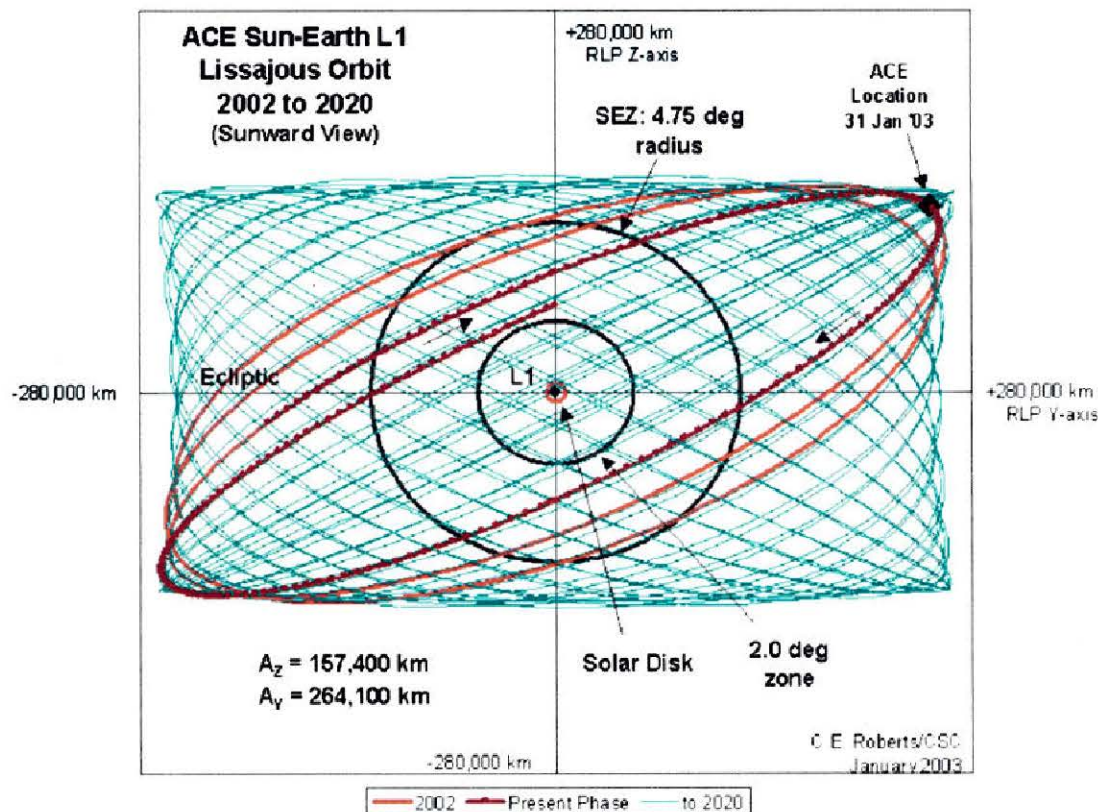 ACE Sun-Earth L1
Lissajous Orbit
2002 to 2020
(Sunward View)
+280,000 km
RLP Z-axis
ACE
Location
31 Jan '03
SEZ: 4.75 deg
radius
-280,000 km
Ecliptic
L1
+280,000 km
RLP Y-axis
Az = 157,400 km
AY = 264,100 km
Solar Disk
2.0 deg
zone
-280,000 km
C.E. Roberts/CSC
January 2003
2002
Present Phase
to 2020